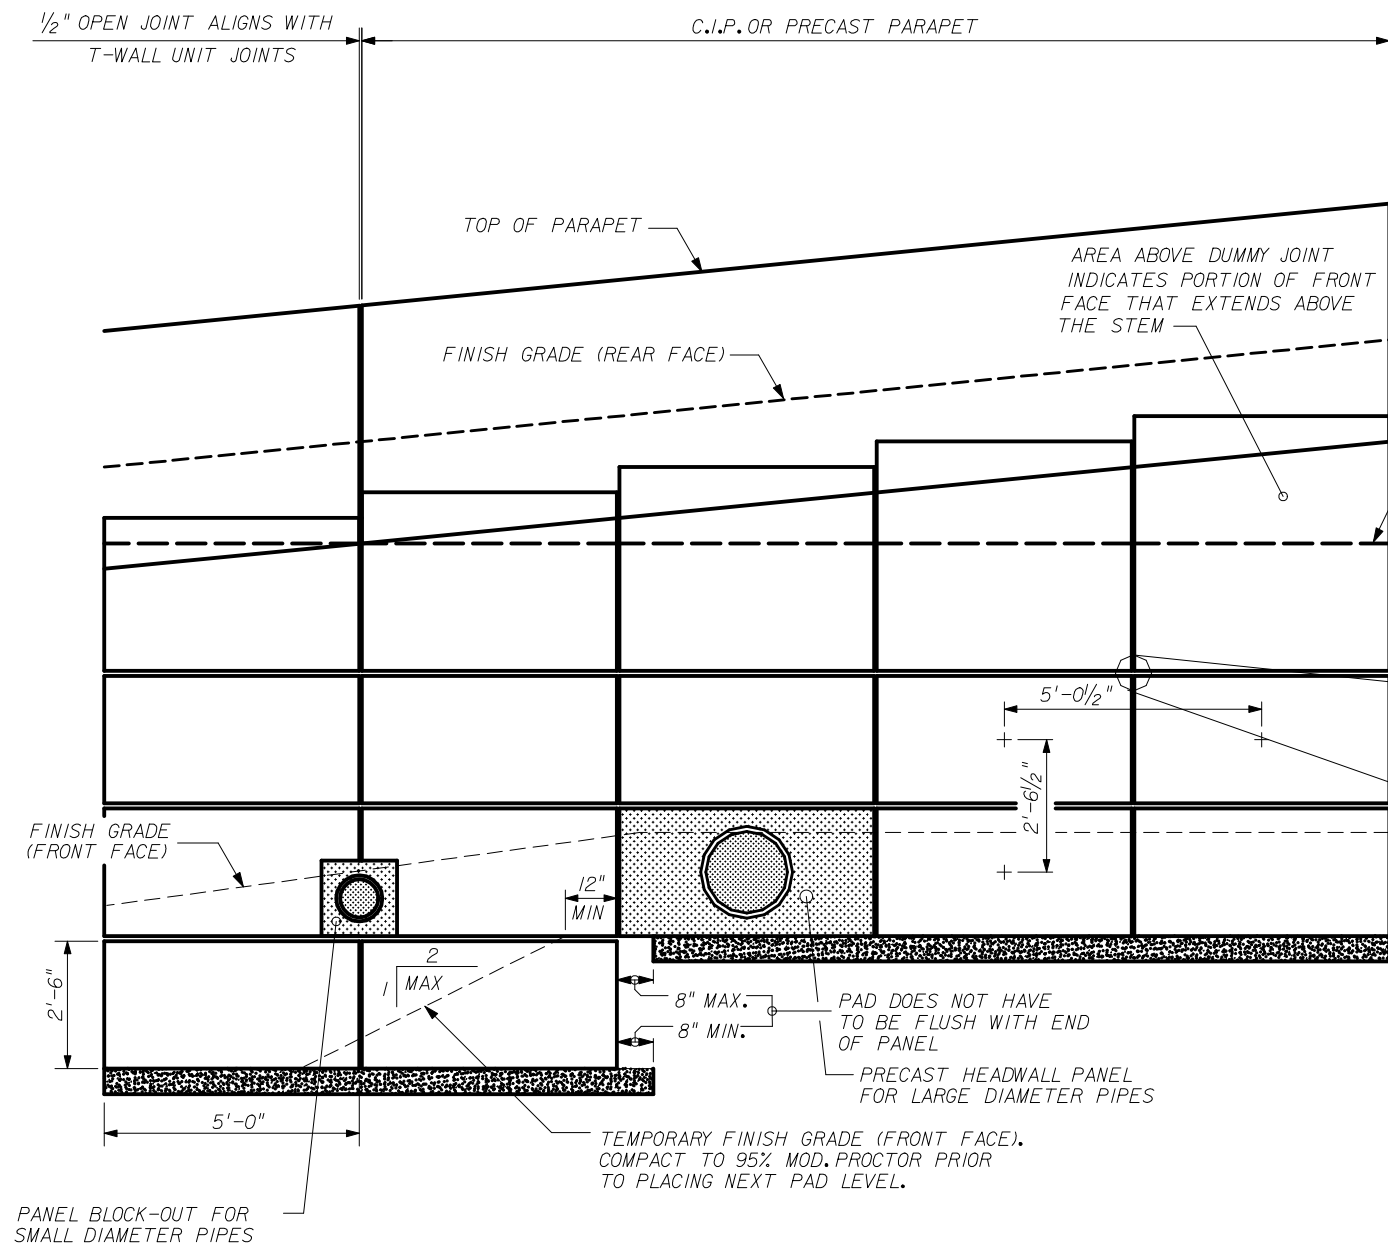 1/2" OPEN JOINT ALIGNS WITH
T-WALL UNIT JOINTS
C.I.P. OR PRECAST PARAPET
TOP OF PARAPET
AREA ABOVE DUMMY JOINT
INDICATES PORTION OF FRONT
FACE THAT EXTENDS ABOVE
THE STEM
FINISH GRADE (REAR FACE)
5'-0 1/2"
2'-6 1/2"
FINISH GRADE
(FRONT FACE)
12"
MIN
2
1
MAX
2'-6"
8" MAX.
8" MIN.
PAD DOES NOT HAVE
TO BE FLUSH WITH END
OF PANEL
PRECAST HEADWALL PANEL
FOR LARGE DIAMETER PIPES
5'-0"
TEMPORARY FINISH GRADE (FRONT FACE).
COMPACT TO 95% MOD. PROCTOR PRIOR
TO PLACING NEXT PAD LEVEL.
PANEL BLOCK-OUT FOR
SMALL DIAMETER PIPES